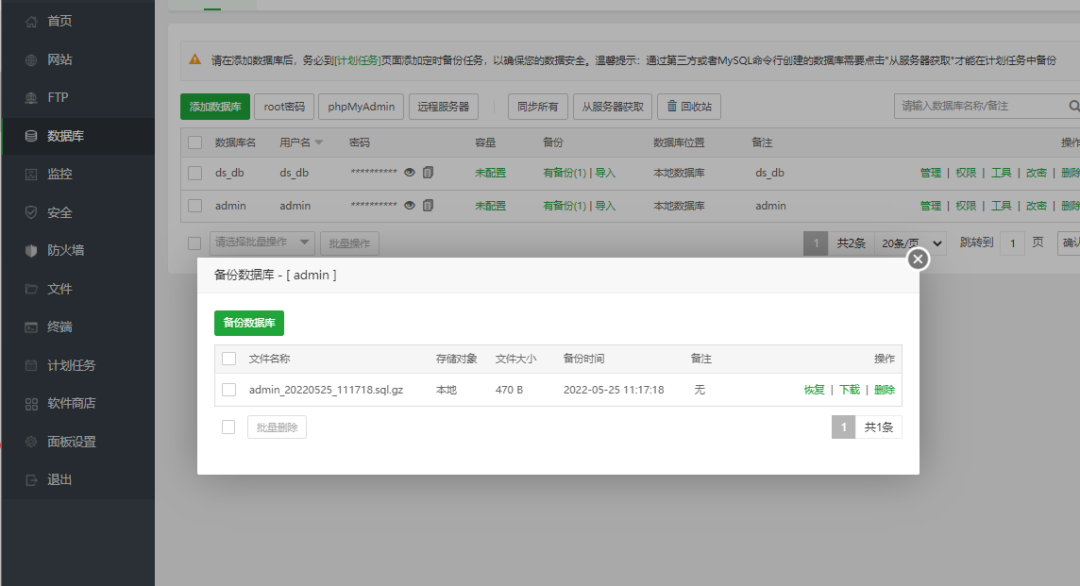 首页
网站
FTP
数据库
监控
安全
防火墙
文件
终端
计划任务
软件商店
面板设置
退出
请在添加数据库后，务必到[计划任务]页面添加定时备份任务，以确保您的数据安全。温馨提示：通过第三方或者MySQL命令行创建的数据库需要点击"从服务器获取"才能在计划任务中备份
添加数据库 root密码 phpMyAdmin 远程服务器 同步所有 从服务器获取 回收站 请输入数据库名称/备注
数据库名 用户名 密码 容量 备份 数据库位置 备注 操作
ds_db ds_db ********** 未配置 有备份(1) | 导入 本地数据库 ds_db 管理 | 权限 | 工具 | 改密 | 删除
admin admin ********** 未配置 有备份(1) | 导入 本地数据库 admin 管理 | 权限 | 工具 | 改密 | 删除
请选择批量操作 批量操作 1 共2条 20条/页 跳转到 1 页 确认
备份数据库 - [ admin ]
备份数据库
文件名称 存储对象 文件大小 备份时间 备注 操作
admin_20220525_111718.sql.gz 本地 470 B 2022-05-25 11:17:18 无 恢复 | 下载 | 删除
批量删除 1 共1条